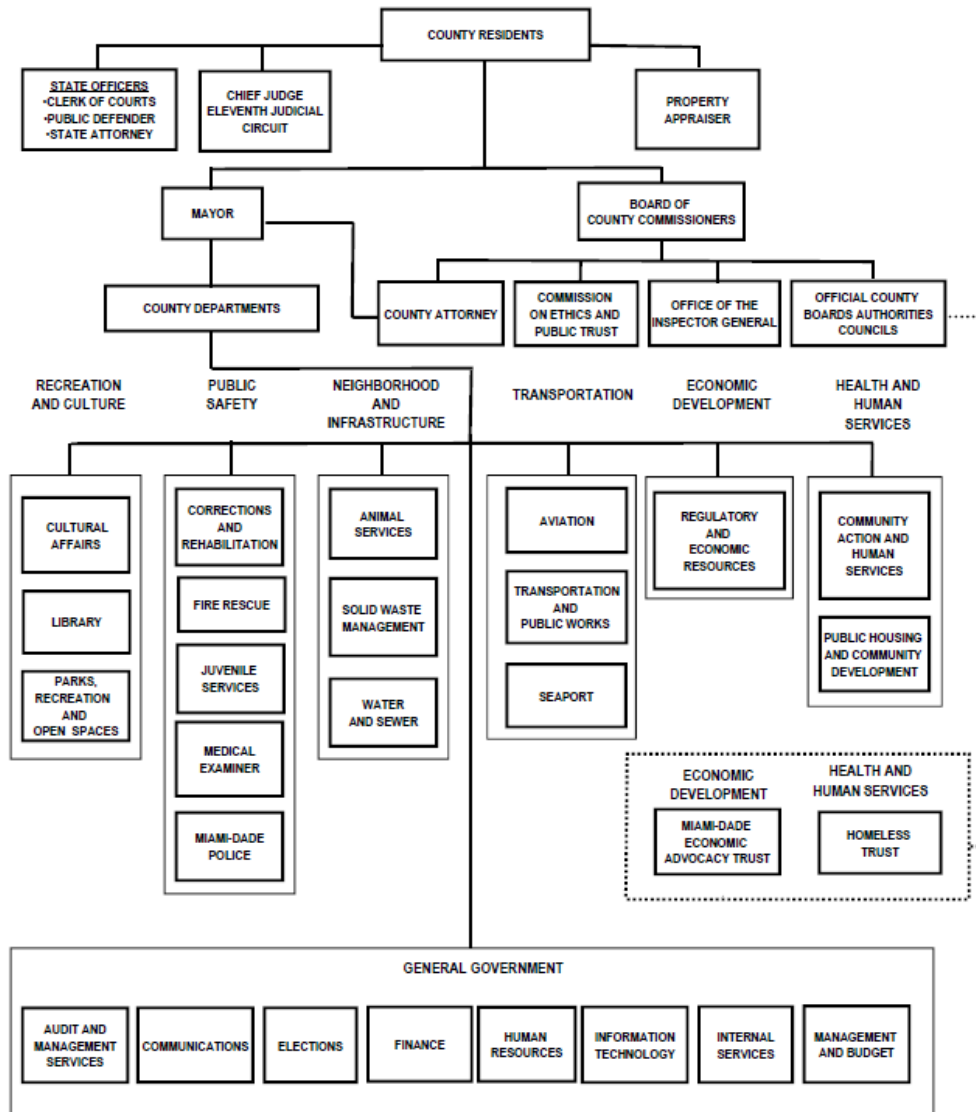 COUNTY RESIDENTS
STATE OFFICERS
•CLERK OF COURTS
•PUBLIC DEFENDER
•STATE ATTORNEY
CHIEF JUDGE
ELEVENTH JUDICIAL
CIRCUIT
PROPERTY
APPRAISER
MAYOR
BOARD OF
COUNTY COMMISSIONERS
COUNTY DEPARTMENTS
COUNTY ATTORNEY
COMMISSION
ON ETHICS AND
PUBLIC TRUST
OFFICE OF THE
INSPECTOR GENERAL
OFFICIAL COUNTY
BOARDS AUTHORITIES
COUNCILS
RECREATION
AND CULTURE
PUBLIC
SAFETY
NEIGHBORHOOD
AND
INFRASTRUCTURE
TRANSPORTATION
ECONOMIC
DEVELOPMENT
HEALTH AND
HUMAN
SERVICES
CULTURAL
AFFAIRS
LIBRARY
PARKS,
RECREATION
AND
OPEN SPACES
CORRECTIONS
AND
REHABILITATION
FIRE RESCUE
JUVENILE
SERVICES
MEDICAL
EXAMINER
MIAMI-DADE
POLICE
ANIMAL
SERVICES
SOLID WASTE
MANAGEMENT
WATER
AND SEWER
AVIATION
TRANSPORTATION
AND
PUBLIC WORKS
SEAPORT
REGULATORY
AND
ECONOMIC
RESOURCES
COMMUNITY
ACTION AND
HUMAN
SERVICES
PUBLIC HOUSING
AND COMMUNITY
DEVELOPMENT
ECONOMIC
DEVELOPMENT
MIAMI-DADE
ECONOMIC
ADVOCACY TRUST
HEALTH AND
HUMAN SERVICES
HOMELESS
TRUST
GENERAL GOVERNMENT
AUDIT AND
MANAGEMENT
SERVICES
COMMUNICATIONS
ELECTIONS
FINANCE
HUMAN
RESOURCES
INFORMATION
TECHNOLOGY
INTERNAL
SERVICES
MANAGEMENT
AND BUDGET